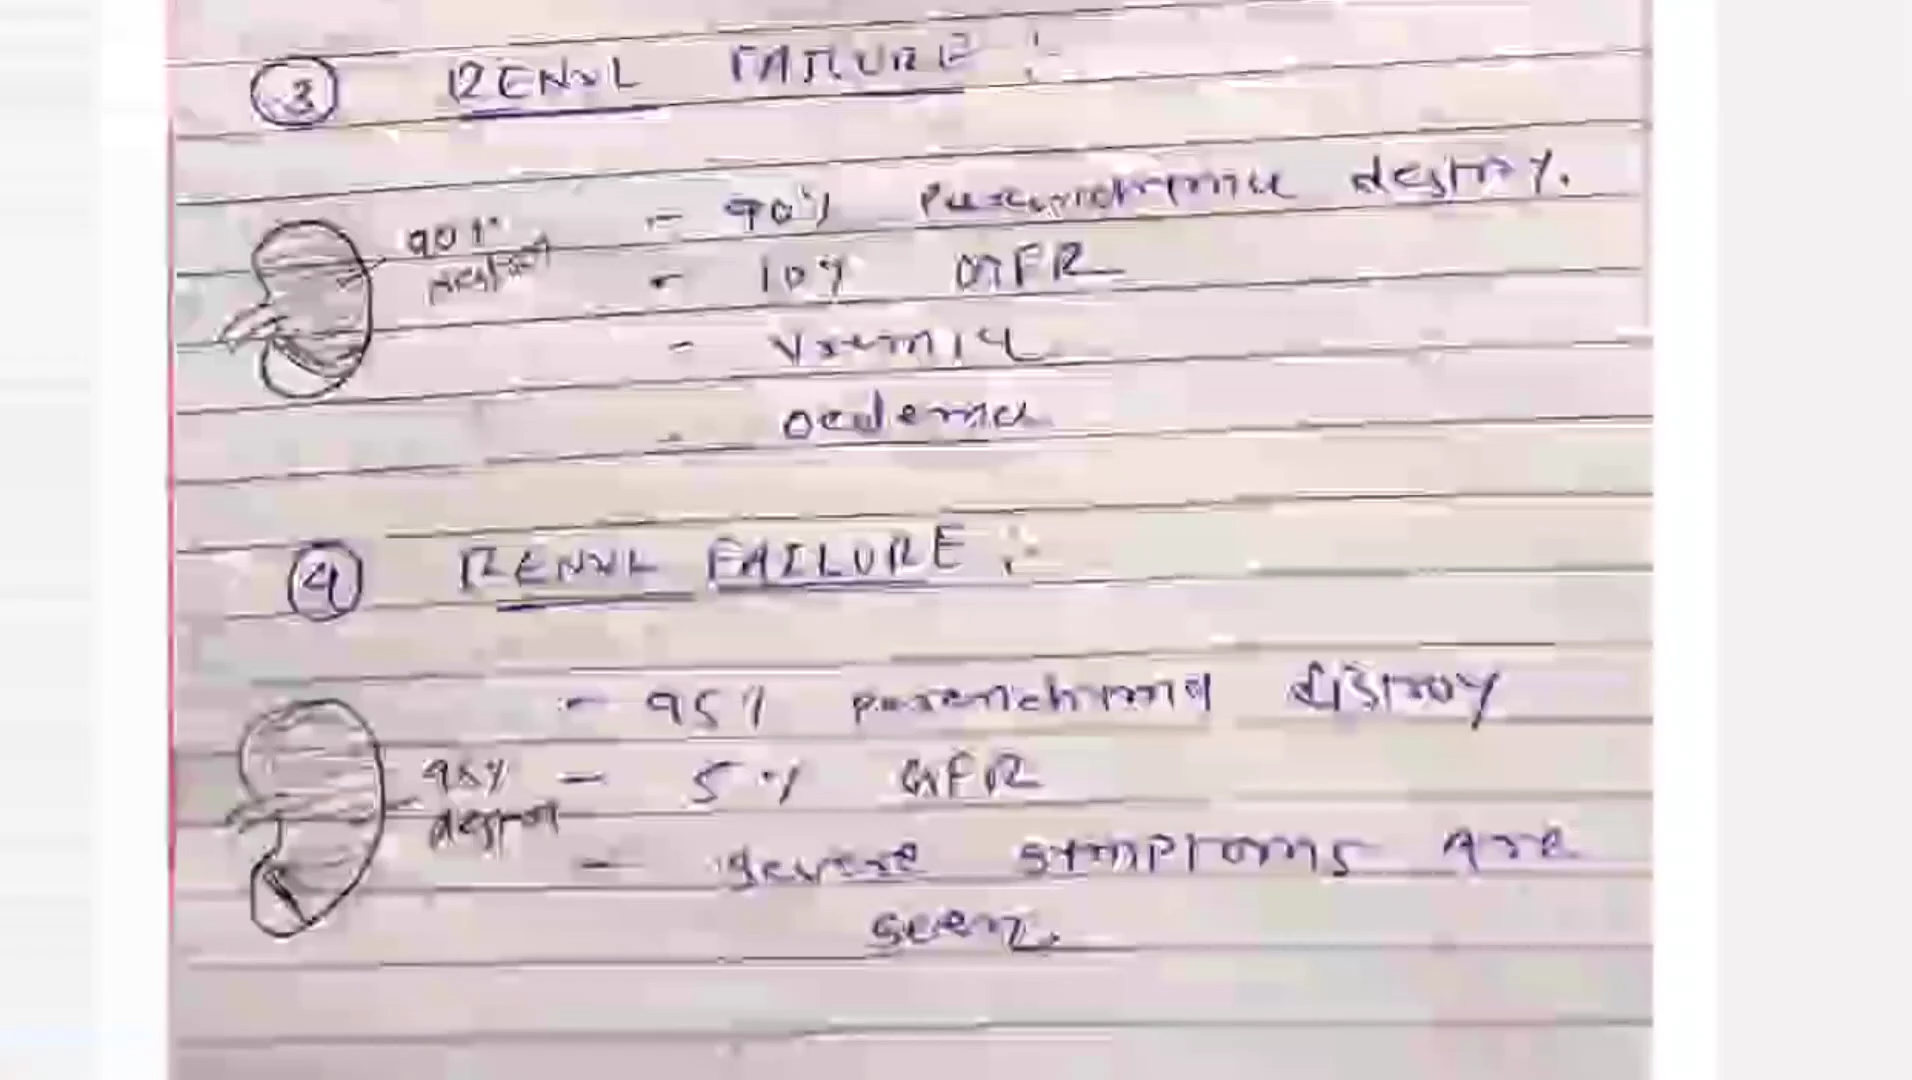 3 RENAL FAILURE :
- 90% parenchyma destroy.
90%
destroy
- 10% GFR
- Uremia
- oedema
4 RENAL FAILURE :
- 95% parenchyma distroy
95%
destroy
- 5% GFR
- severe symptoms are
seen.